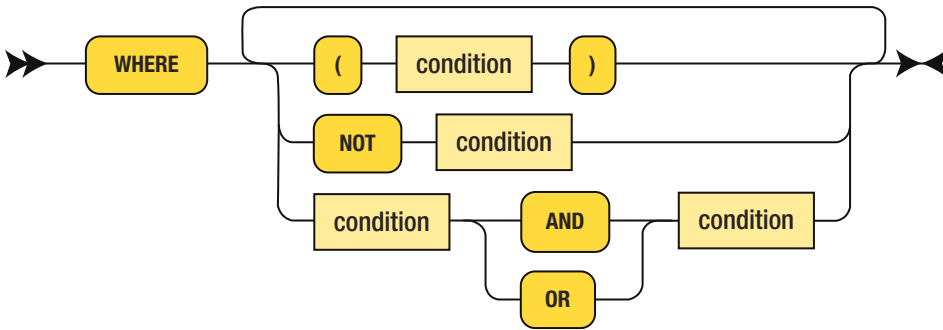 WHERE ( condition )
NOT condition
condition AND condition
OR